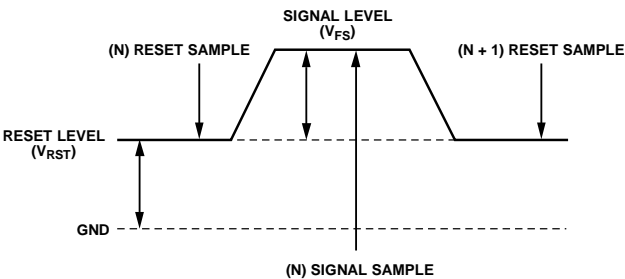 SIGNAL LEVEL
(VFS)
(N) RESET SAMPLE
(N + 1) RESET SAMPLE
RESET LEVEL
(VRST)
GND
(N) SIGNAL SAMPLE